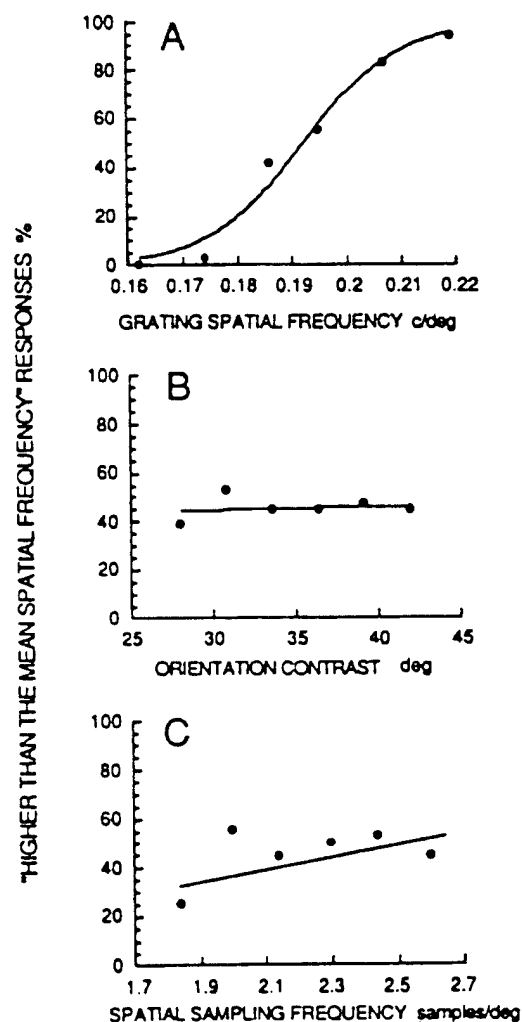 "HIGHER THAN THE MEAN SPATIAL FREQUENCY" RESPONSES %
A
100
80
60
40
20
0
0.16 0.17 0.18 0.19 0.2 0.21 0.22
GRATING SPATIAL FREQUENCY c/deg
B
100
80
60
40
20
0
25 30 35 40 45
ORIENTATION CONTRAST deg
C
100
80
60
40
20
0
1.7 1.9 2.1 2.3 2.5 2.7
SPATIAL SAMPLING FREQUENCY samples/deg